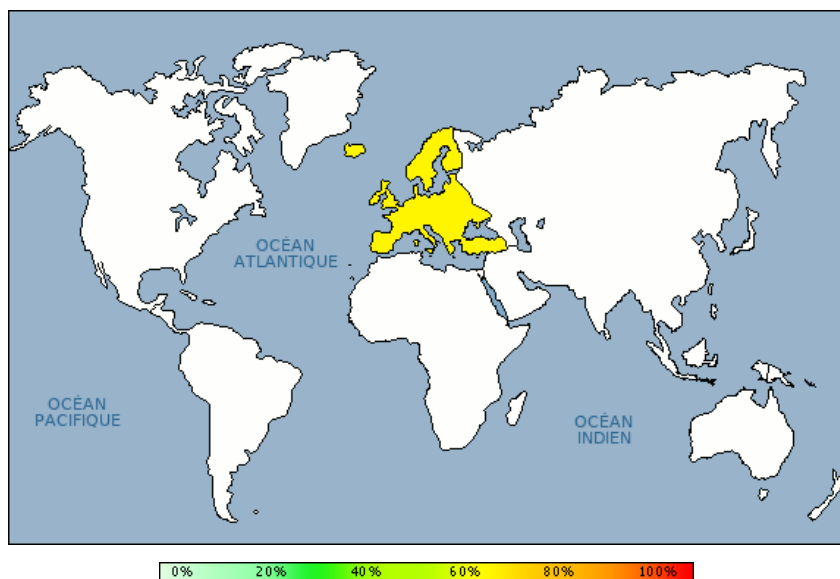 OCÉAN
ATLANTIQUE
OCÉAN
PACIFIQUE
OCÉAN
INDIEN
0% 20% 40% 60% 80% 100%